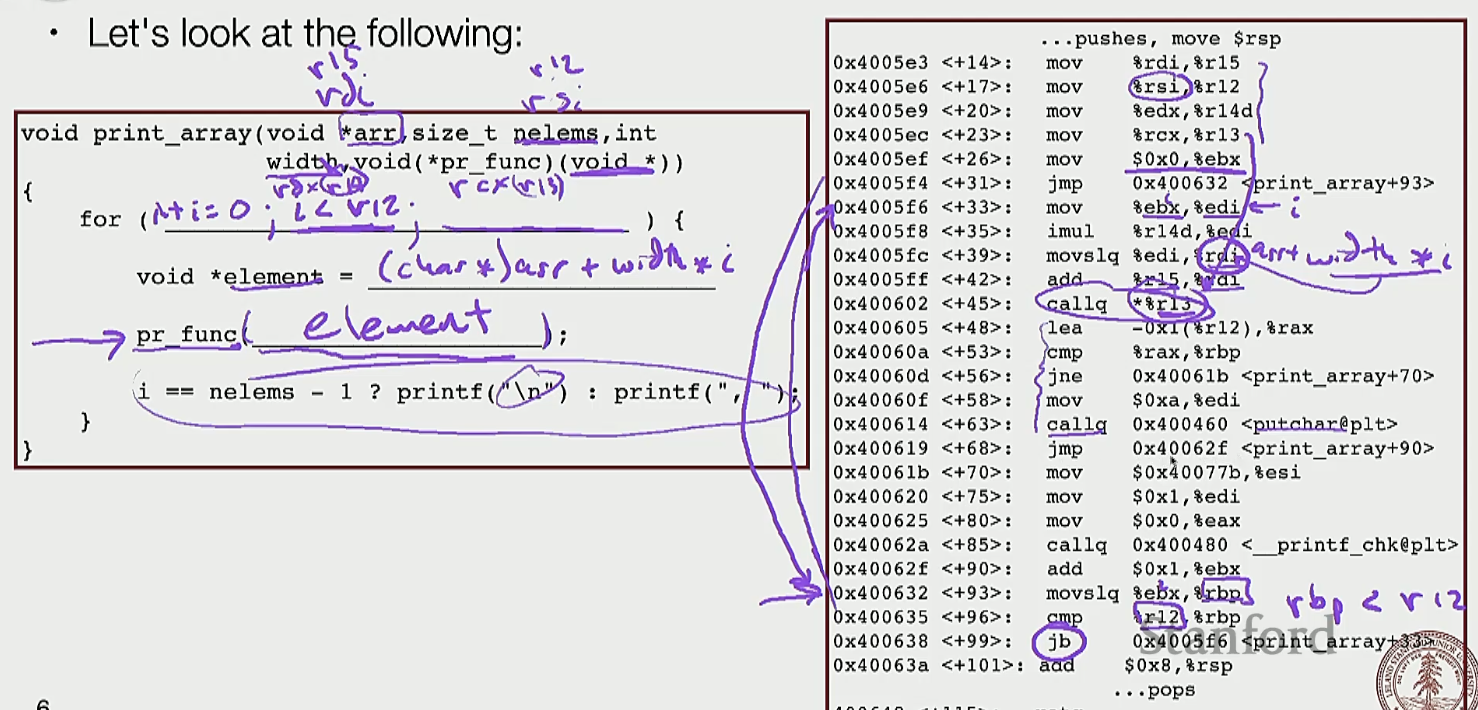 • Let's look at the following:
r15
rdi
r12
rsi
void print_array(void *arr,size_t nelems,int
width,void(*pr_func)(void *))
rcx(r13)
{
for (int i=0 ; i < r12 ; ) {
void *element = (char*)arr + width * i
pr_func( element );
i == nelems - 1 ? printf("\n") : printf(", ");
}
}
6
...pushes, move $rsp
0x4005e3 <+14>: mov %rdi,%r15
0x4005e6 <+17>: mov %rsi,%r12
0x4005e9 <+20>: mov %edx,%r14d
0x4005ec <+23>: mov %rcx,%r13
0x4005ef <+26>: mov $0x0,%ebx
0x4005f4 <+31>: jmp 0x400632 <print_array+93>
0x4005f6 <+33>: mov %ebx,%edi ← i
0x4005f8 <+35>: imul %r14d,%edi
0x4005fc <+39>: movslq %edi,%rdi arr+ width * i
0x4005ff <+42>: add %r15,%rdi
0x400602 <+45>: callq *%r13
0x400605 <+48>: lea -0x1(%r12),%rax
0x40060a <+53>: cmp %rax,%rbp
0x40060d <+56>: jne 0x40061b <print_array+70>
0x40060f <+58>: mov $0xa,%edi
0x400614 <+63>: callq 0x400460 <putchar@plt>
0x400619 <+68>: jmp 0x40062f <print_array+90>
0x40061b <+70>: mov $0x40077b,%esi
0x400620 <+75>: mov $0x1,%edi
0x400625 <+80>: mov $0x0,%eax
0x40062a <+85>: callq 0x400480 <__printf_chk@plt>
0x40062f <+90>: add $0x1,%ebx
0x400632 <+93>: movslq %ebx,%rbp rbp < r12
0x400635 <+96>: cmp %r12,%rbp
0x400638 <+99>: jb 0x4005f6 <print_array+33>
0x40063a <+101>: add $0x8,%rsp
...pops
Stanford